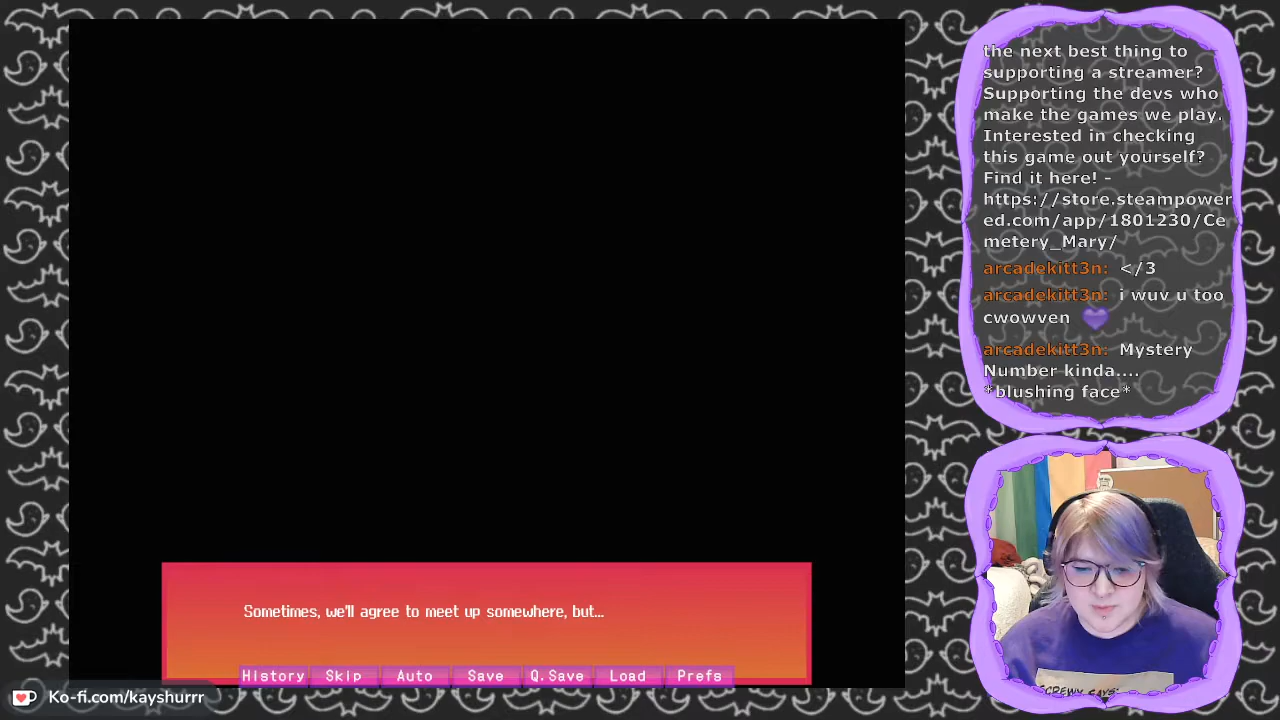 the next best thing to
supporting a streamer?
Supporting the devs who
make the games we play.
Interested in checking
this game out yourself?
Find it here! -
https://store.steampower
ed.com/app/1801230/Ce
metery_Mary/
arcadekitt3n: </3
arcadekitt3n: i wuv u too
cwowven
arcadekitt3n: Mystery
Number kinda....
*blushing face*
Sometimes, we'll agree to meet up somewhere, but...
History Skip Auto Save Q.Save Load Prefs
Ko-fi.com/kayshurrr